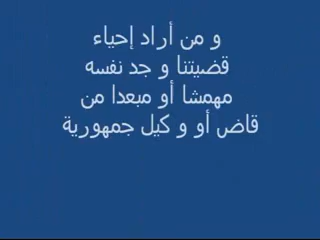 و من أراد إحياء
قضيتنا و جد نفسه
مهمشا أو مبعدا من
قاض أو و كيل جمهورية